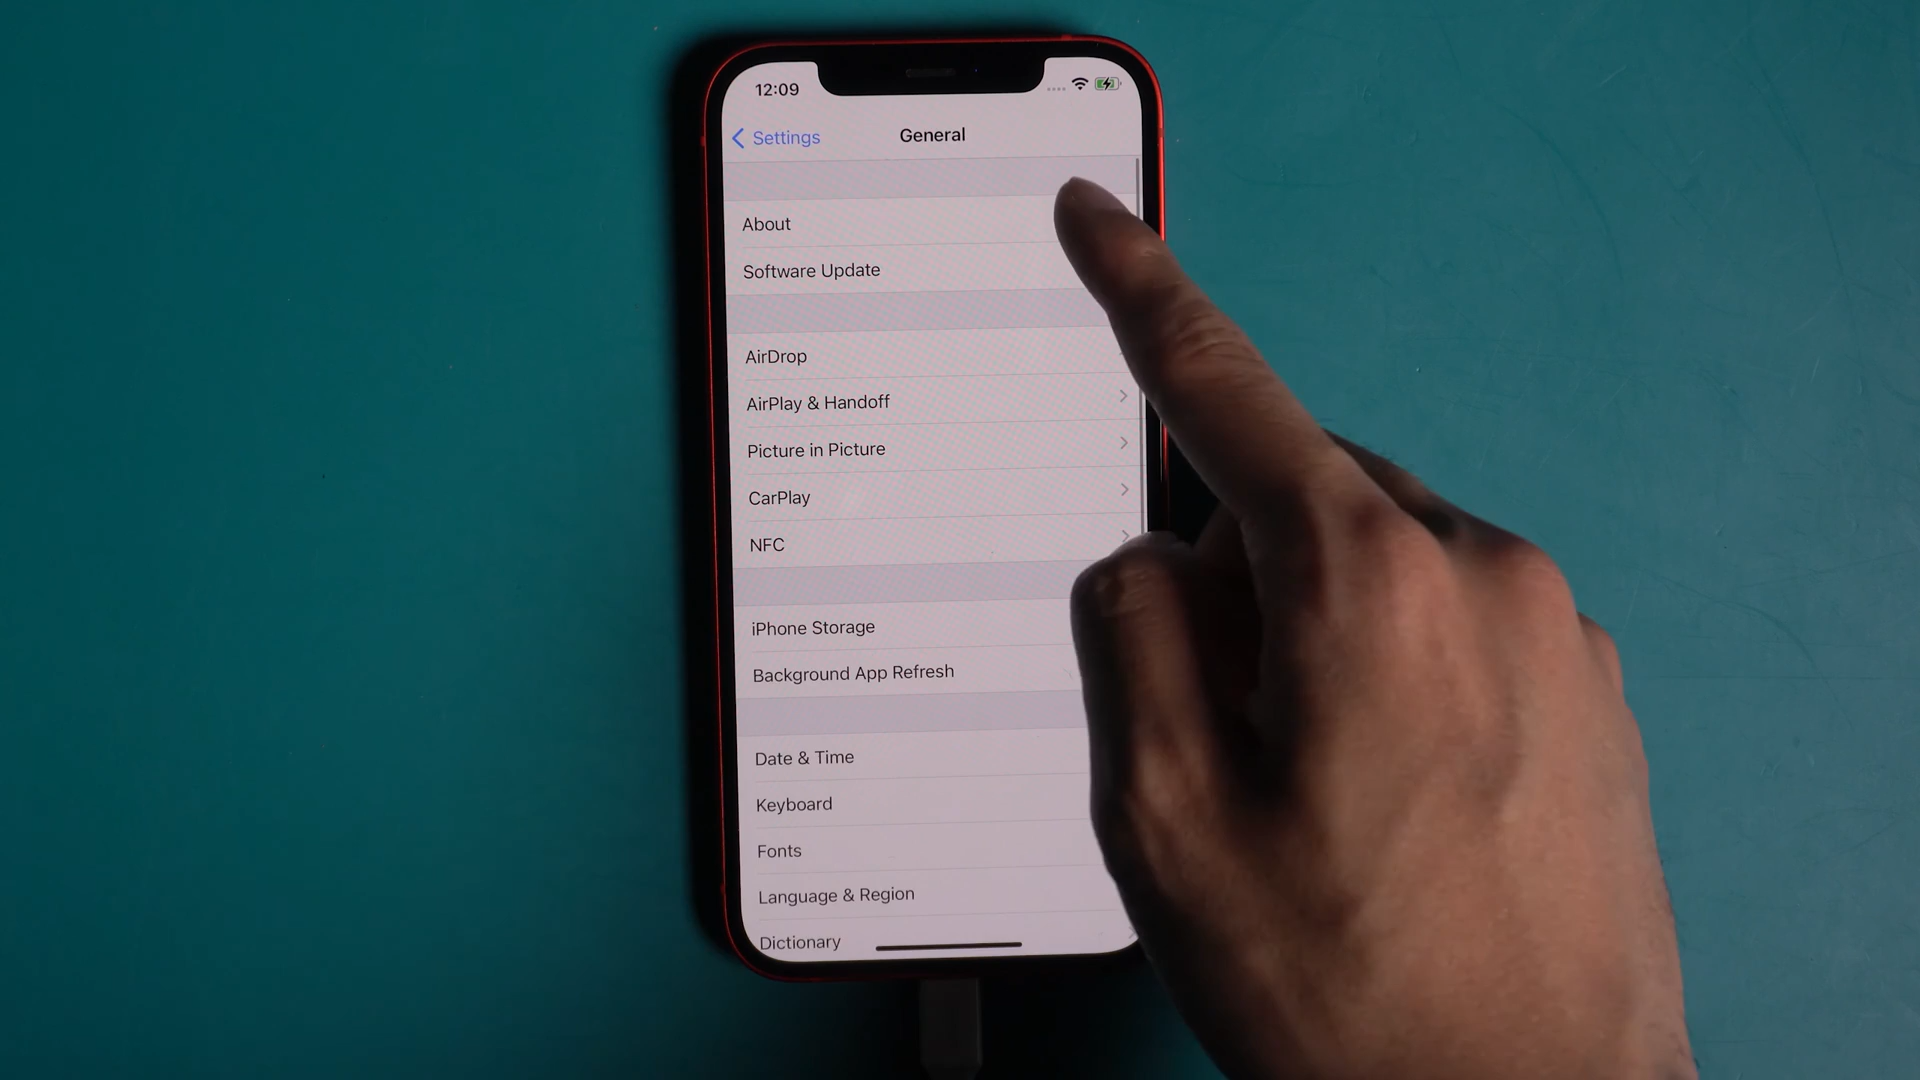 12:09
Settings
General
About
Software Update
AirDrop
AirPlay & Handoff
Picture in Picture
CarPlay
NFC
iPhone Storage
Background App Refresh
Date & Time
Keyboard
Fonts
Language & Region
Dictionary